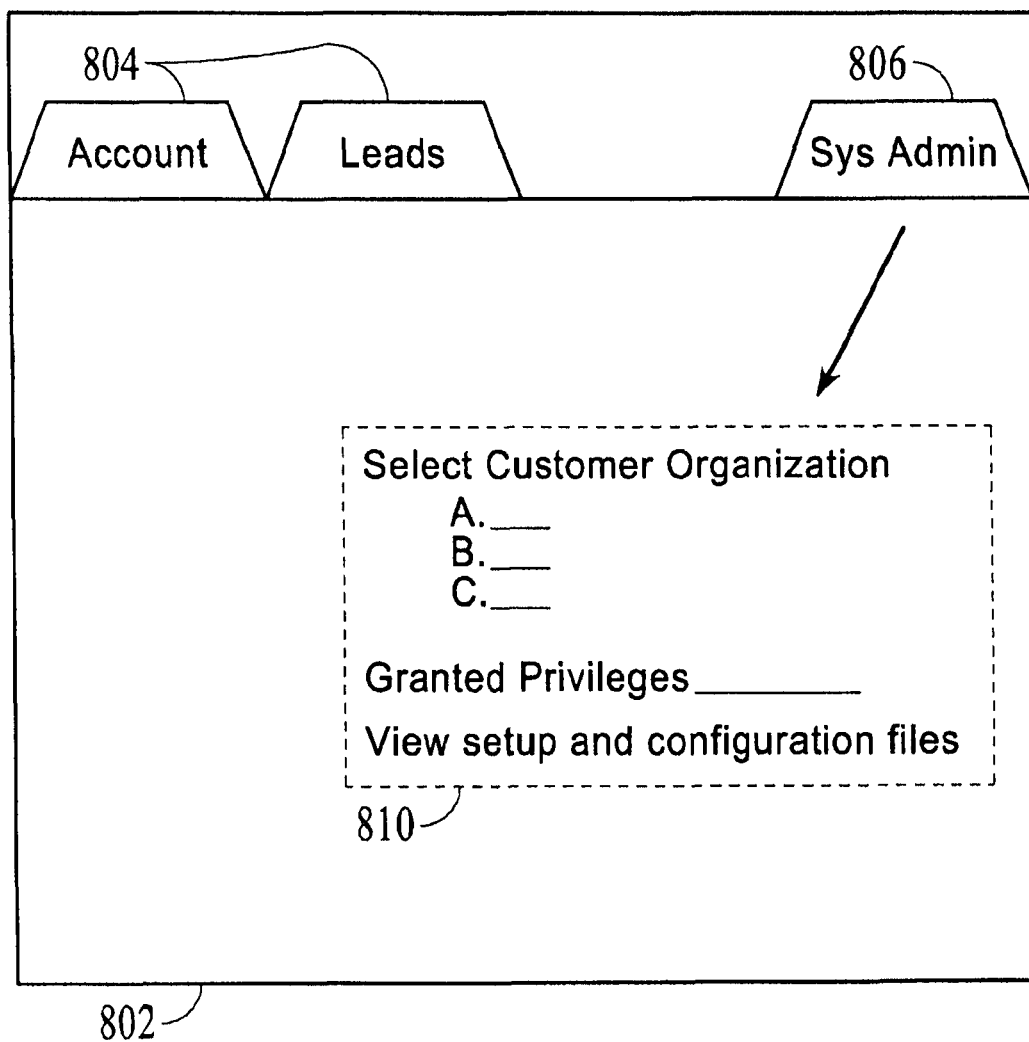 804 806
Account Leads Sys Admin
Select Customer Organization
A.___
B.___
C.___
Granted Privileges_________
View setup and configuration files
810
802